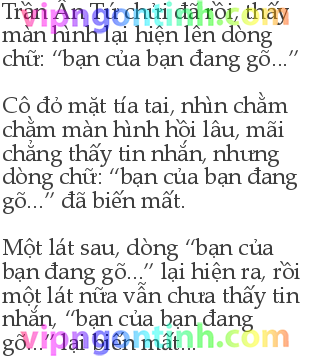 Trần Ân Tứ chửi đã rồi, thấy
màn hình lại hiện lên dòng
chữ: “bạn của bạn đang gõ...”
Cô đỏ mặt tía tai, nhìn chằm
chằm màn hình hồi lâu, mãi
chẳng thấy tin nhắn, nhưng
dòng chữ: “bạn của bạn đang
gõ...” đã biến mất.
Một lát sau, dòng “bạn của
bạn đang gõ...” lại hiện ra, rồi
một lát nữa vẫn chưa thấy tin
nhắn, “bạn của bạn đang
gõ...” lại biến mất...
vipngontinh.com
vipngontinh.com